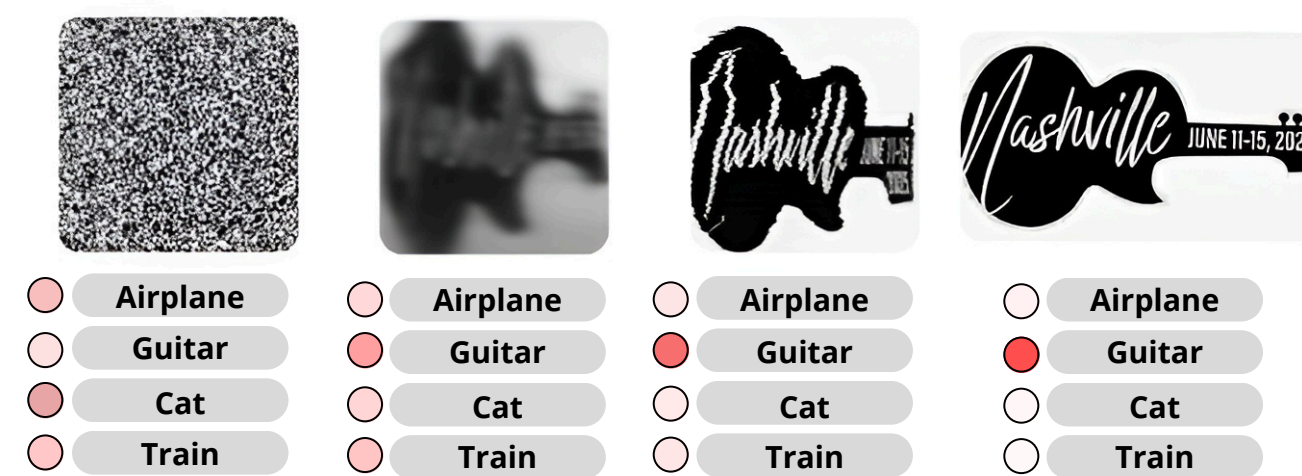 Nashville
JUNE 11-15
2025
Nashville
JUNE 11-15, 202
Airplane
Airplane
Airplane
Airplane
Guitar
Guitar
Guitar
Guitar
Cat
Cat
Cat
Cat
Train
Train
Train
Train